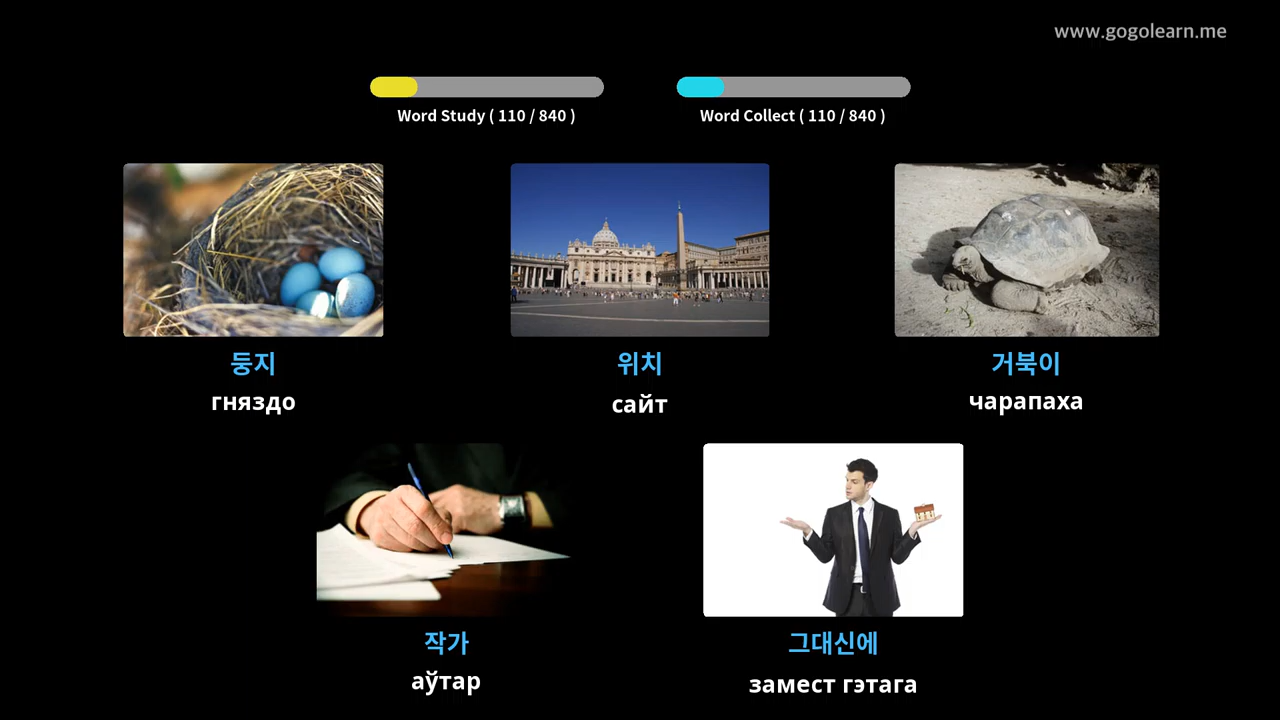 www.gogolearn.me
Word Study ( 110 / 840 )
Word Collect ( 110 / 840 )
둥지
гняздо
위치
сайт
거북이
чарапаха
작가
аўтар
그대신에
замест гэтага